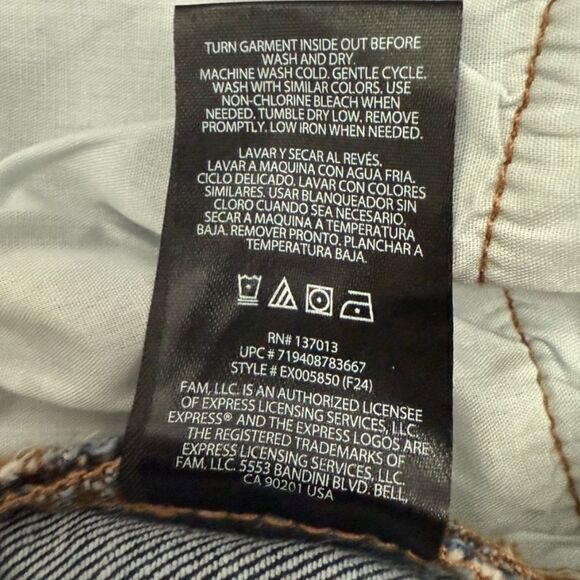 TURN GARMENT INSIDE OUT BEFORE
WASH AND DRY.
MACHINE WASH COLD. GENTLE CYCLE.
WASH WITH SIMILAR COLORS. USE
NON-CHLORINE BLEACH WHEN
NEEDED. TUMBLE DRY LOW. REMOVE
PROMPTLY. LOW IRON WHEN NEEDED.
LAVAR Y SECAR AL REVÉS.
LAVAR A MAQUINA CON AGUA FRIA.
CICLO DELICADO. LAVAR CON COLORES
SIMILARES. USAR BLANQUEADOR SIN
CLORO CUANDO SEA NECESARIO.
SECAR A MAQUINA A TEMPERATURA
BAJA. REMOVER PRONTO. PLANCHAR A
TEMPERATURA BAJA.
RN# 137013
UPC # 719408783667
STYLE # EX005850 (F24)
FAM, LLC. IS AN AUTHORIZED LICENSEE
OF EXPRESS LICENSING SERVICES, LLC.
EXPRESS® AND THE EXPRESS LOGOS ARE
THE REGISTERED TRADEMARKS OF
EXPRESS LICENSING SERVICES, LLC.
FAM, LLC. 5553 BANDINI BLVD. BELL,
CA 90201 USA